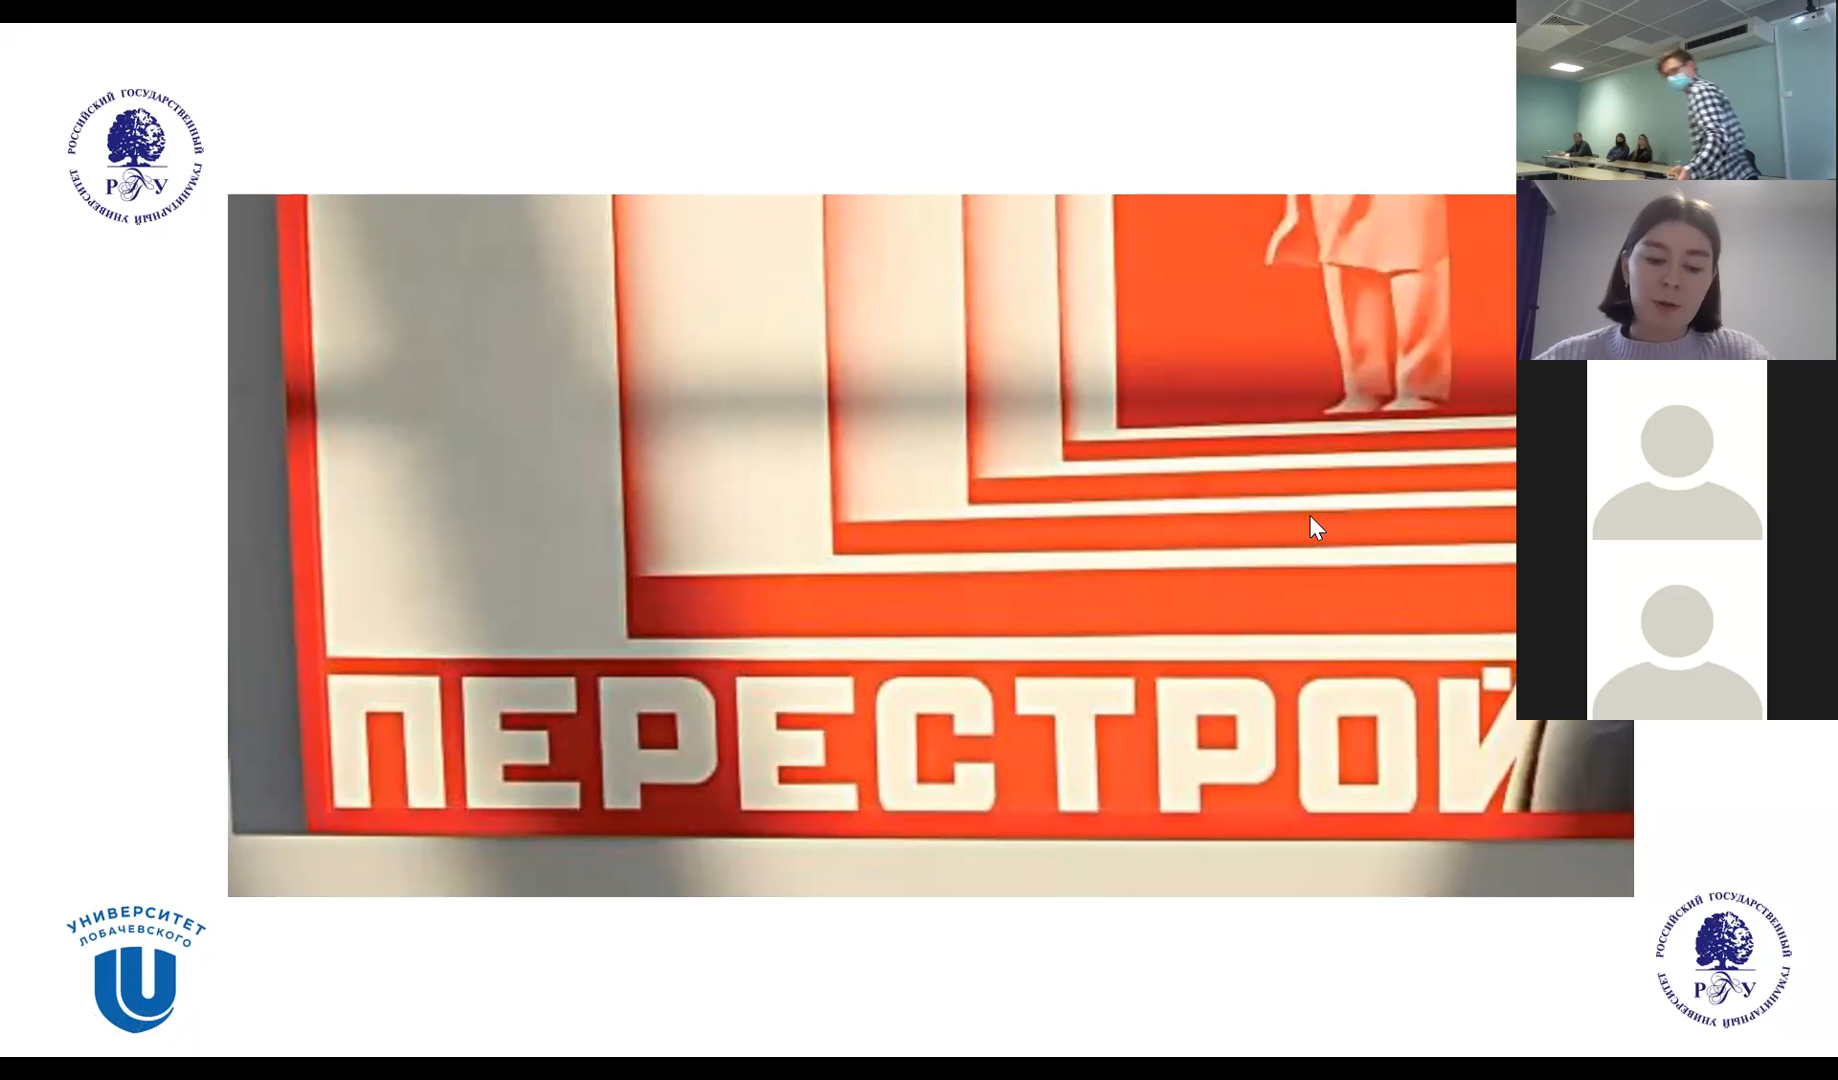 РОССИЙСКИЙ ГОСУДАРСТВЕННЫЙ ГУМАНИТАРНЫЙ УНИВЕРСИТЕТ
РГГУ
ПЕРЕСТРОЙ
УНИВЕРСИТЕТ
ЛОБАЧЕВСКОГО
РОССИЙСКИЙ ГОСУДАРСТВЕННЫЙ ГУМАНИТАРНЫЙ УНИВЕРСИТЕТ
РГГУ